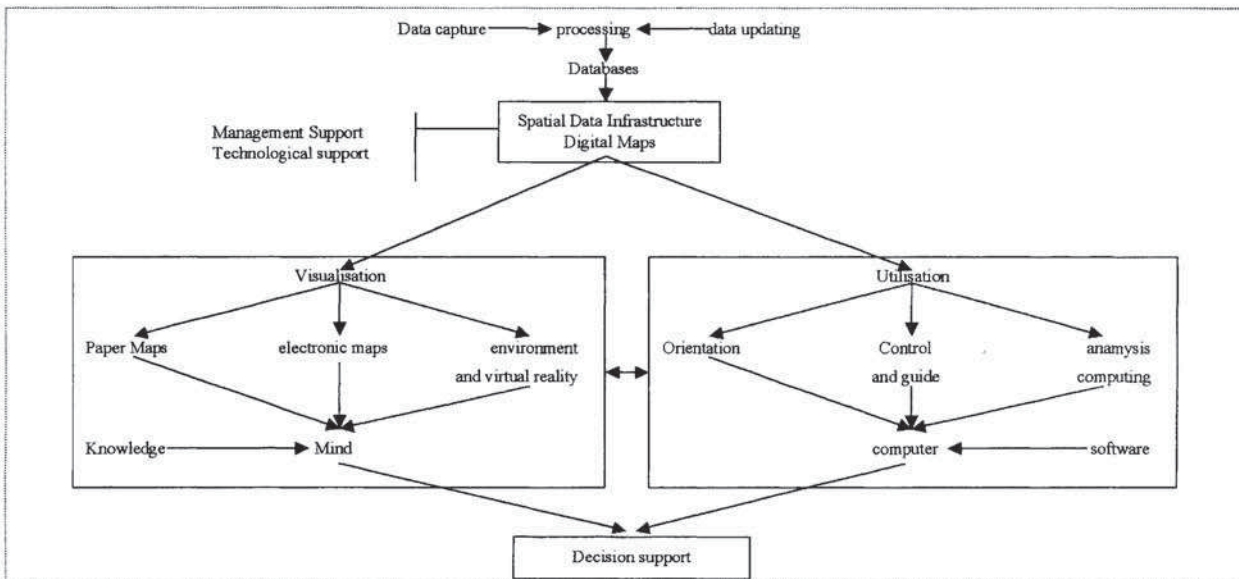 Data capture processing data updating
Databases
Spatial Data Infrastructure
Digital Maps
Management Support
Technological support
Visualisation
Paper Maps electronic maps environment
and virtual reality
Knowledge Mind
Utilisation
Orientation Control anamysis
and guide computing
computer software
Decision support